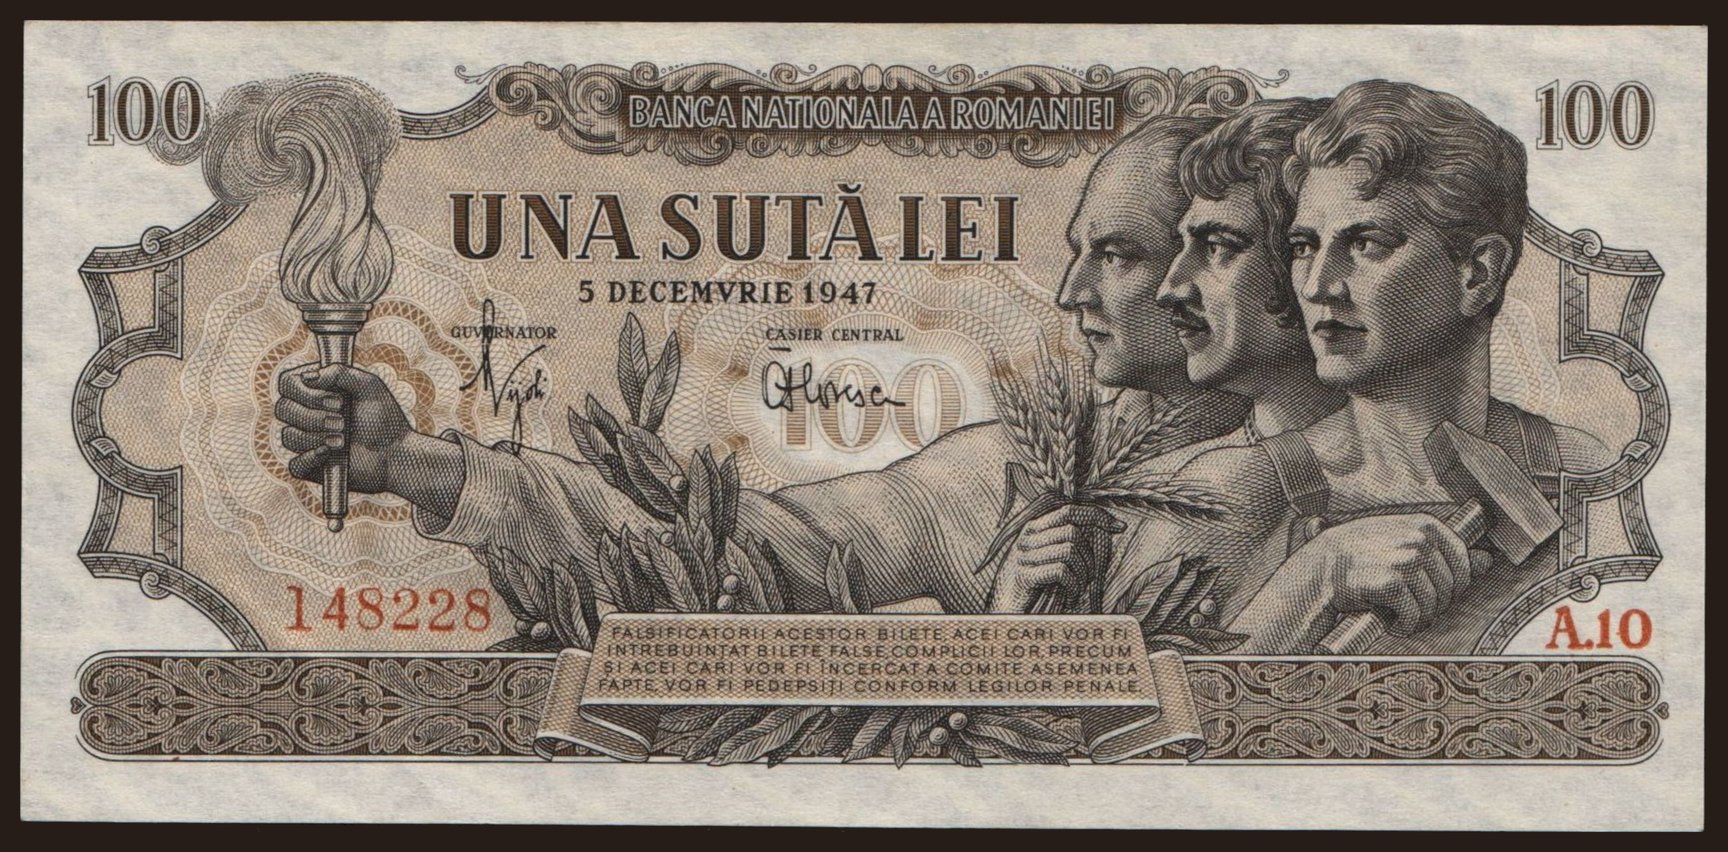 100
BANCA NATIONALA A ROMANIEI
100
UNA SUTĂ LEI
5 DECEMVRIE 1947
GUVERNATOR
CASIER CENTRAL
100
148228
A.10
FALSIFICATORII ACESTOR BILETE, ACEI CARI VOR FI
INTREBUINTAT BILETE FALSE, COMPLICII LOR PRECUM
ȘI ACEI CARI VOR FI ÎNCERCAT A COMITE ASEMENEA
FAPTE, VOR FI PEDEPSIȚI CONFORM LEGILOR PENALE.